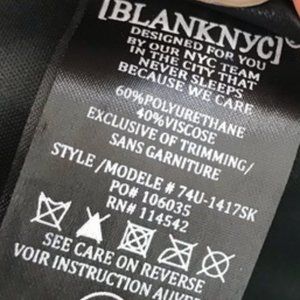 [BLANKNYC]
DESIGNED FOR YOU
BY OUR NYC TEAM
IN THE CITY THAT
NEVER SLEEPS
BECAUSE WE CARE
60%POLYURETHANE
40%VISCOSE
EXCLUSIVE OF TRIMMING/
SANS GARNITURE
STYLE /MODELE # 74U-1417SK
PO# 106035
RN# 114542
SEE CARE ON REVERSE
VOIR INSTRUCTION